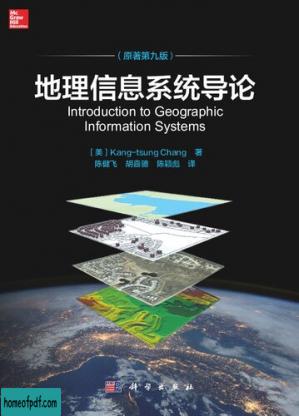 Mc
Graw
Hill
Education
（原著第九版）
地理信息系统导论
Introduction to Geographic
Information Systems
［美］Kang-tsung Chang 著
陈健飞 胡嘉骢 陈颖彪 译
科学出版社
homeofpdf.com